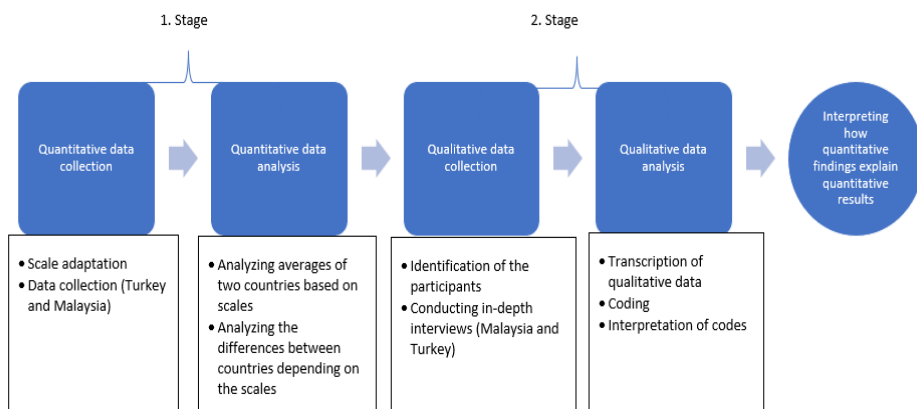 1. Stage
2. Stage
Quantitative data
collection
Quantitative data
analysis
Qualitative data
collection
Qualitative data
analysis
Interpreting
how
quantitative
findings explain
quantitative
results
• Scale adaptation
• Data collection (Turkey
and Malaysia)
• Analyzing averages of
two countries based on
scales
• Analyzing the
differences between
countries depending on
the scales
• Identification of the
participants
• Conducting in-depth
interviews (Malaysia and
Turkey)
• Transcription of
qualitative data
• Coding
• Interpretation of codes